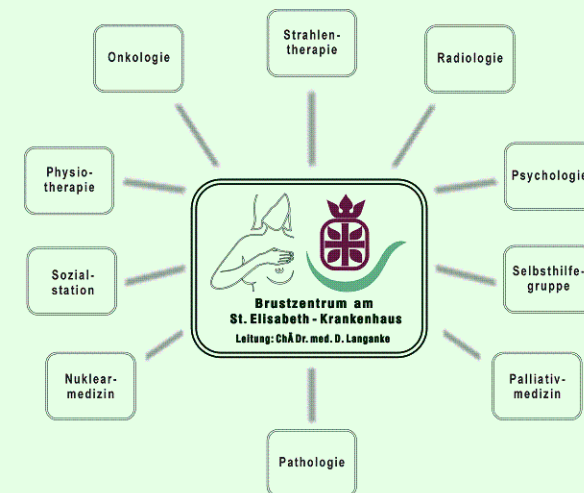 Strahlen-
therapie
Onkologie
Radiologie
Physio-
therapie
Psychologie
Sozial-
station
Selbsthilfe-
gruppe
Brustzentrum am
St. Elisabeth - Krankenhaus
Leitung: ChÄ Dr. med. D. Langanke
Nuklear-
medizin
Palliativ-
medizin
Pathologie